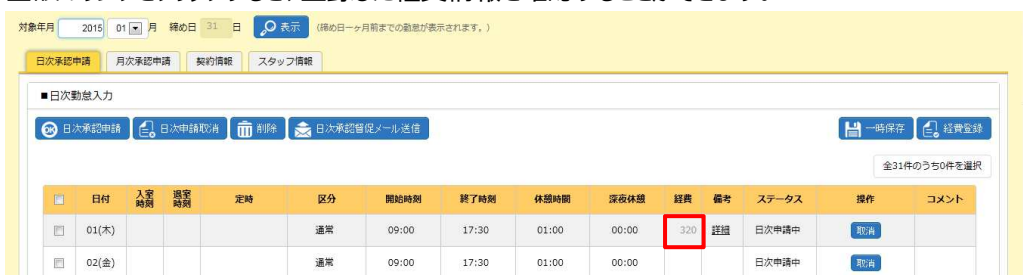 対象年月 2015 01 月 締め日 31 日 表示 (締め日一ヶ月前までの勤怠が表示されます。)
日次承認申請 月次承認申請 契約情報 スタッフ情報
■日次勤怠入力
OK 日次承認申請 日次申請取消 削除 日次承認督促メール送信 一時保存 経費登録
全31件のうち0件を選択
日付 入室時刻 退室時刻 定時 区分 開始時刻 終了時刻 休憩時間 深夜休憩 経費 備考 ステータス 操作 コメント
01(木) 通常 09:00 17:30 01:00 00:00 320 詳細 日次申請中 取消
02(金) 通常 09:00 17:30 01:00 00:00 日次申請中 取消